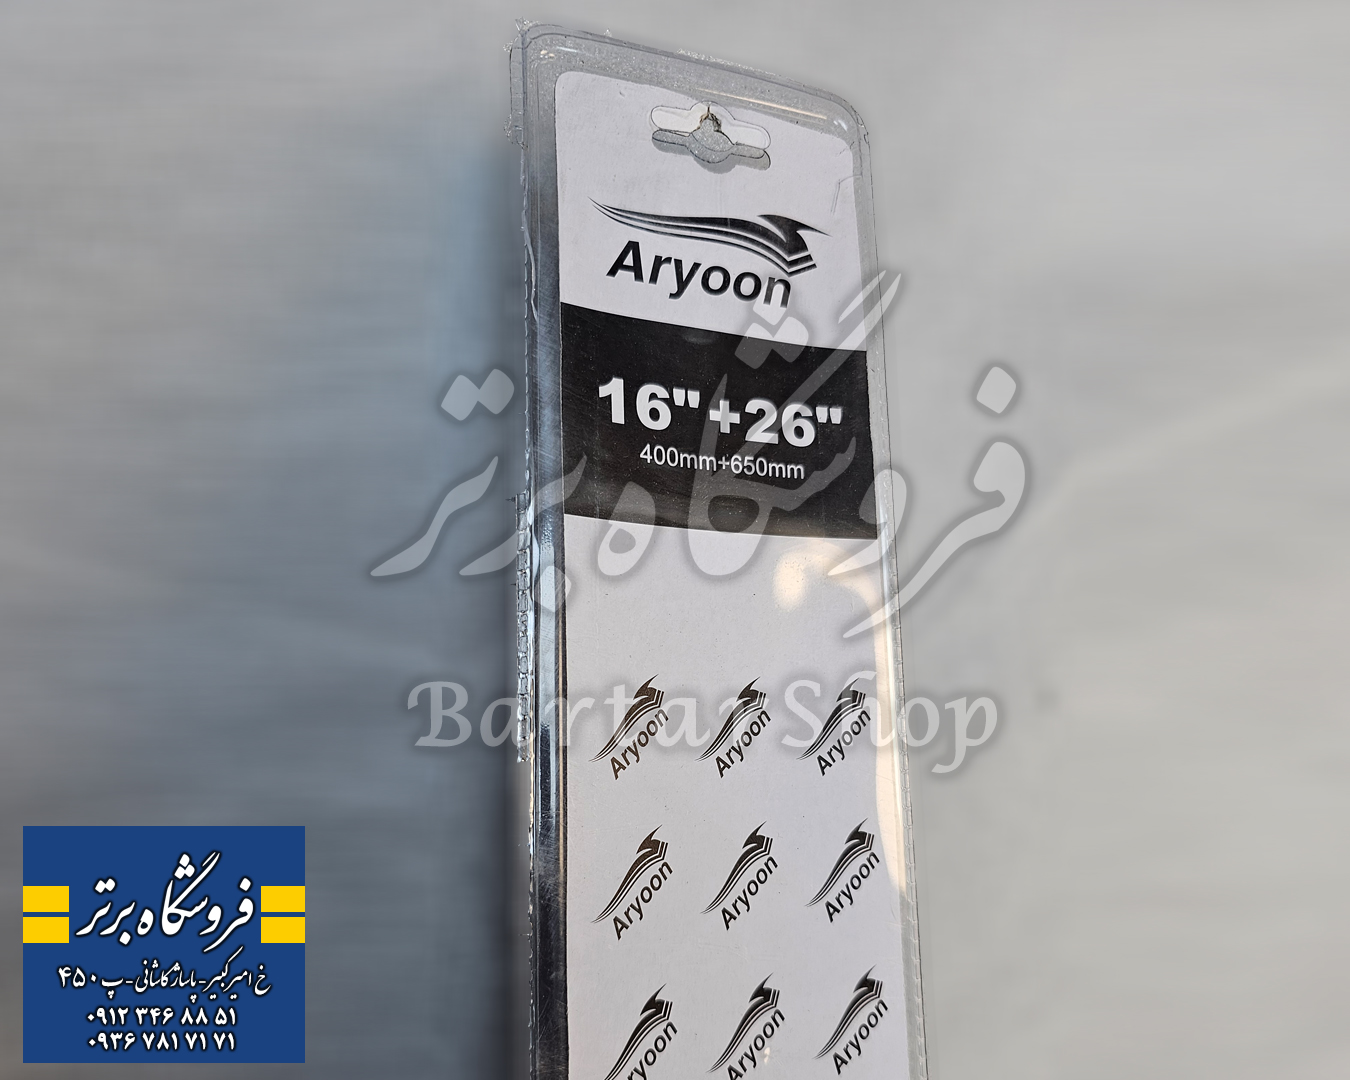 Aryoon
16"+26"
400mm+650mm
فروشگاه برتر
Bartar Shop
Aryoon Aryoon Aryoon
Aryoon Aryoon Aryoon
Aryoon Aryoon Aryoon
فروشگاه برتر
خ امیرکبیر-پاساژ کاشانی-پ ۴۵۰
۰۹۱۲ ۳۴۶ ۸۸ ۵۱
۰۹۳۶ ۷۸۱ ۷۱ ۷۱